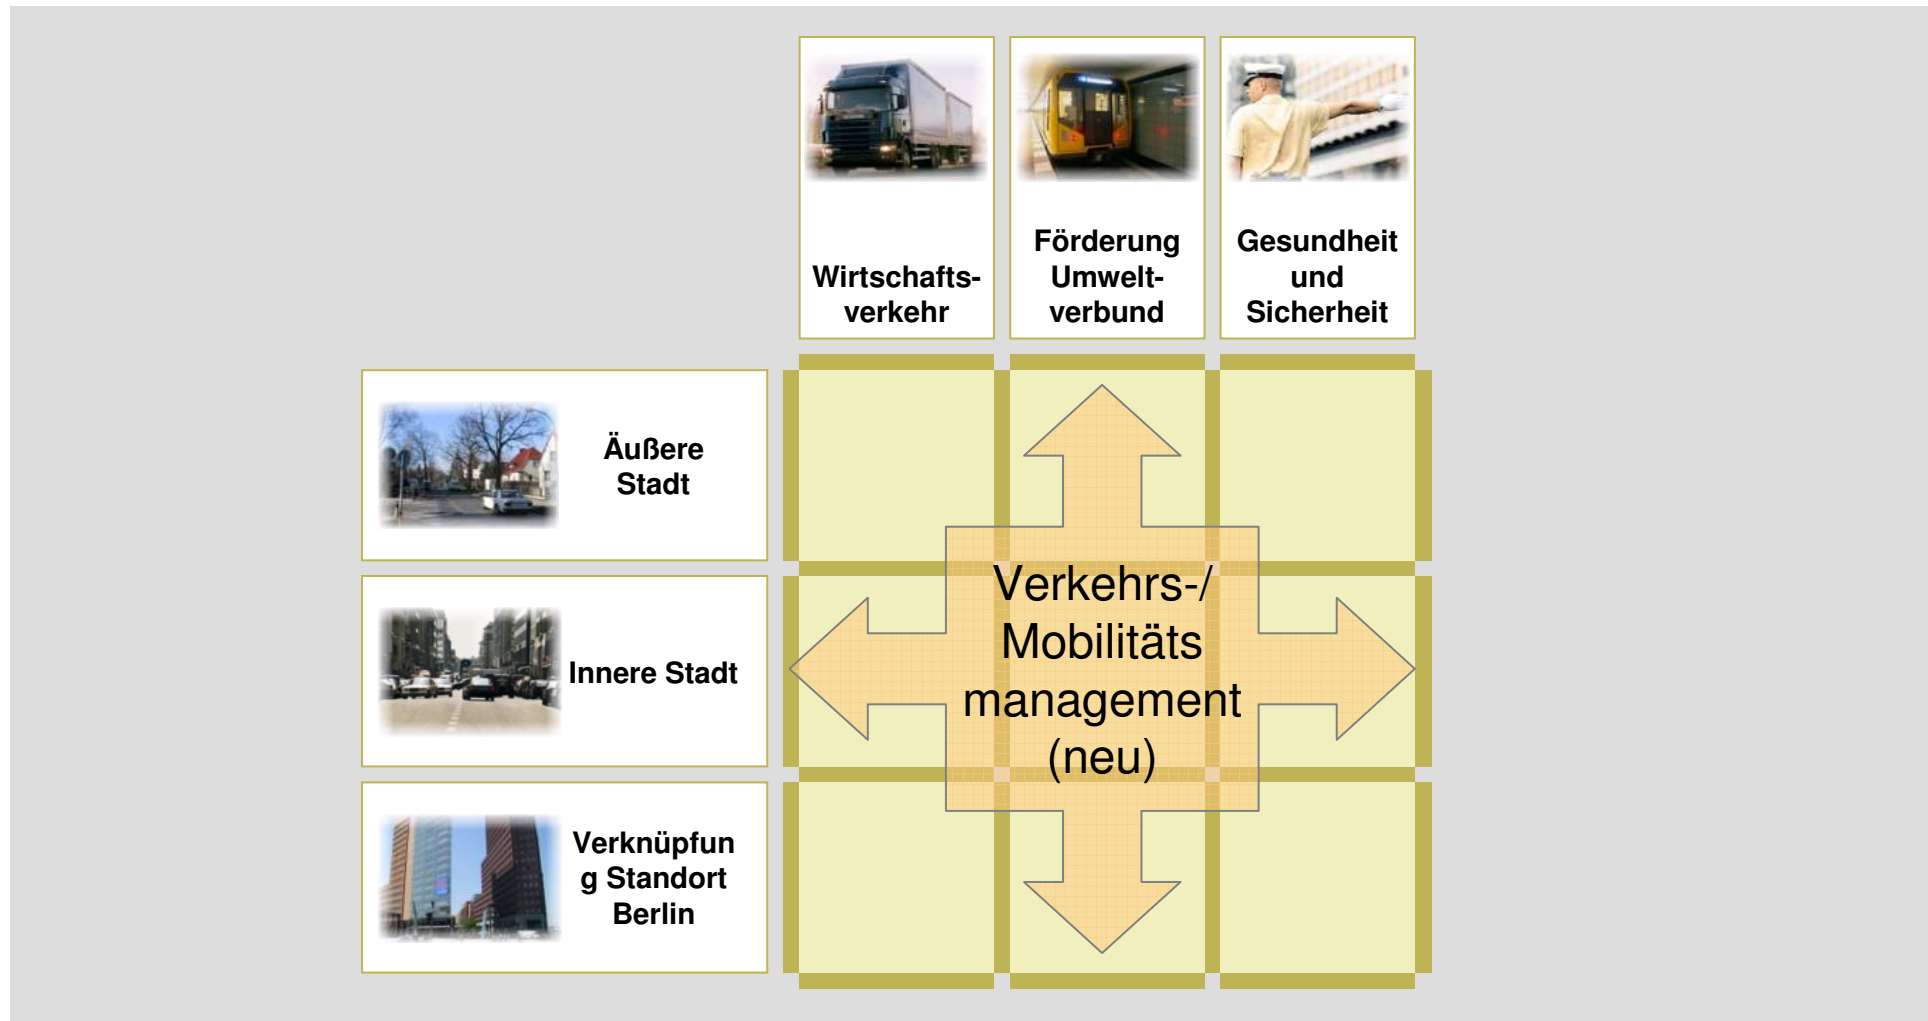 Wirtschafts-
verkehr
Förderung
Umwelt-
verbund
Gesundheit
und
Sicherheit
Äußere
Stadt
Innere Stadt
Verknüpfun
g Standort
Berlin
Verkehrs-/
Mobilitäts
management
(neu)